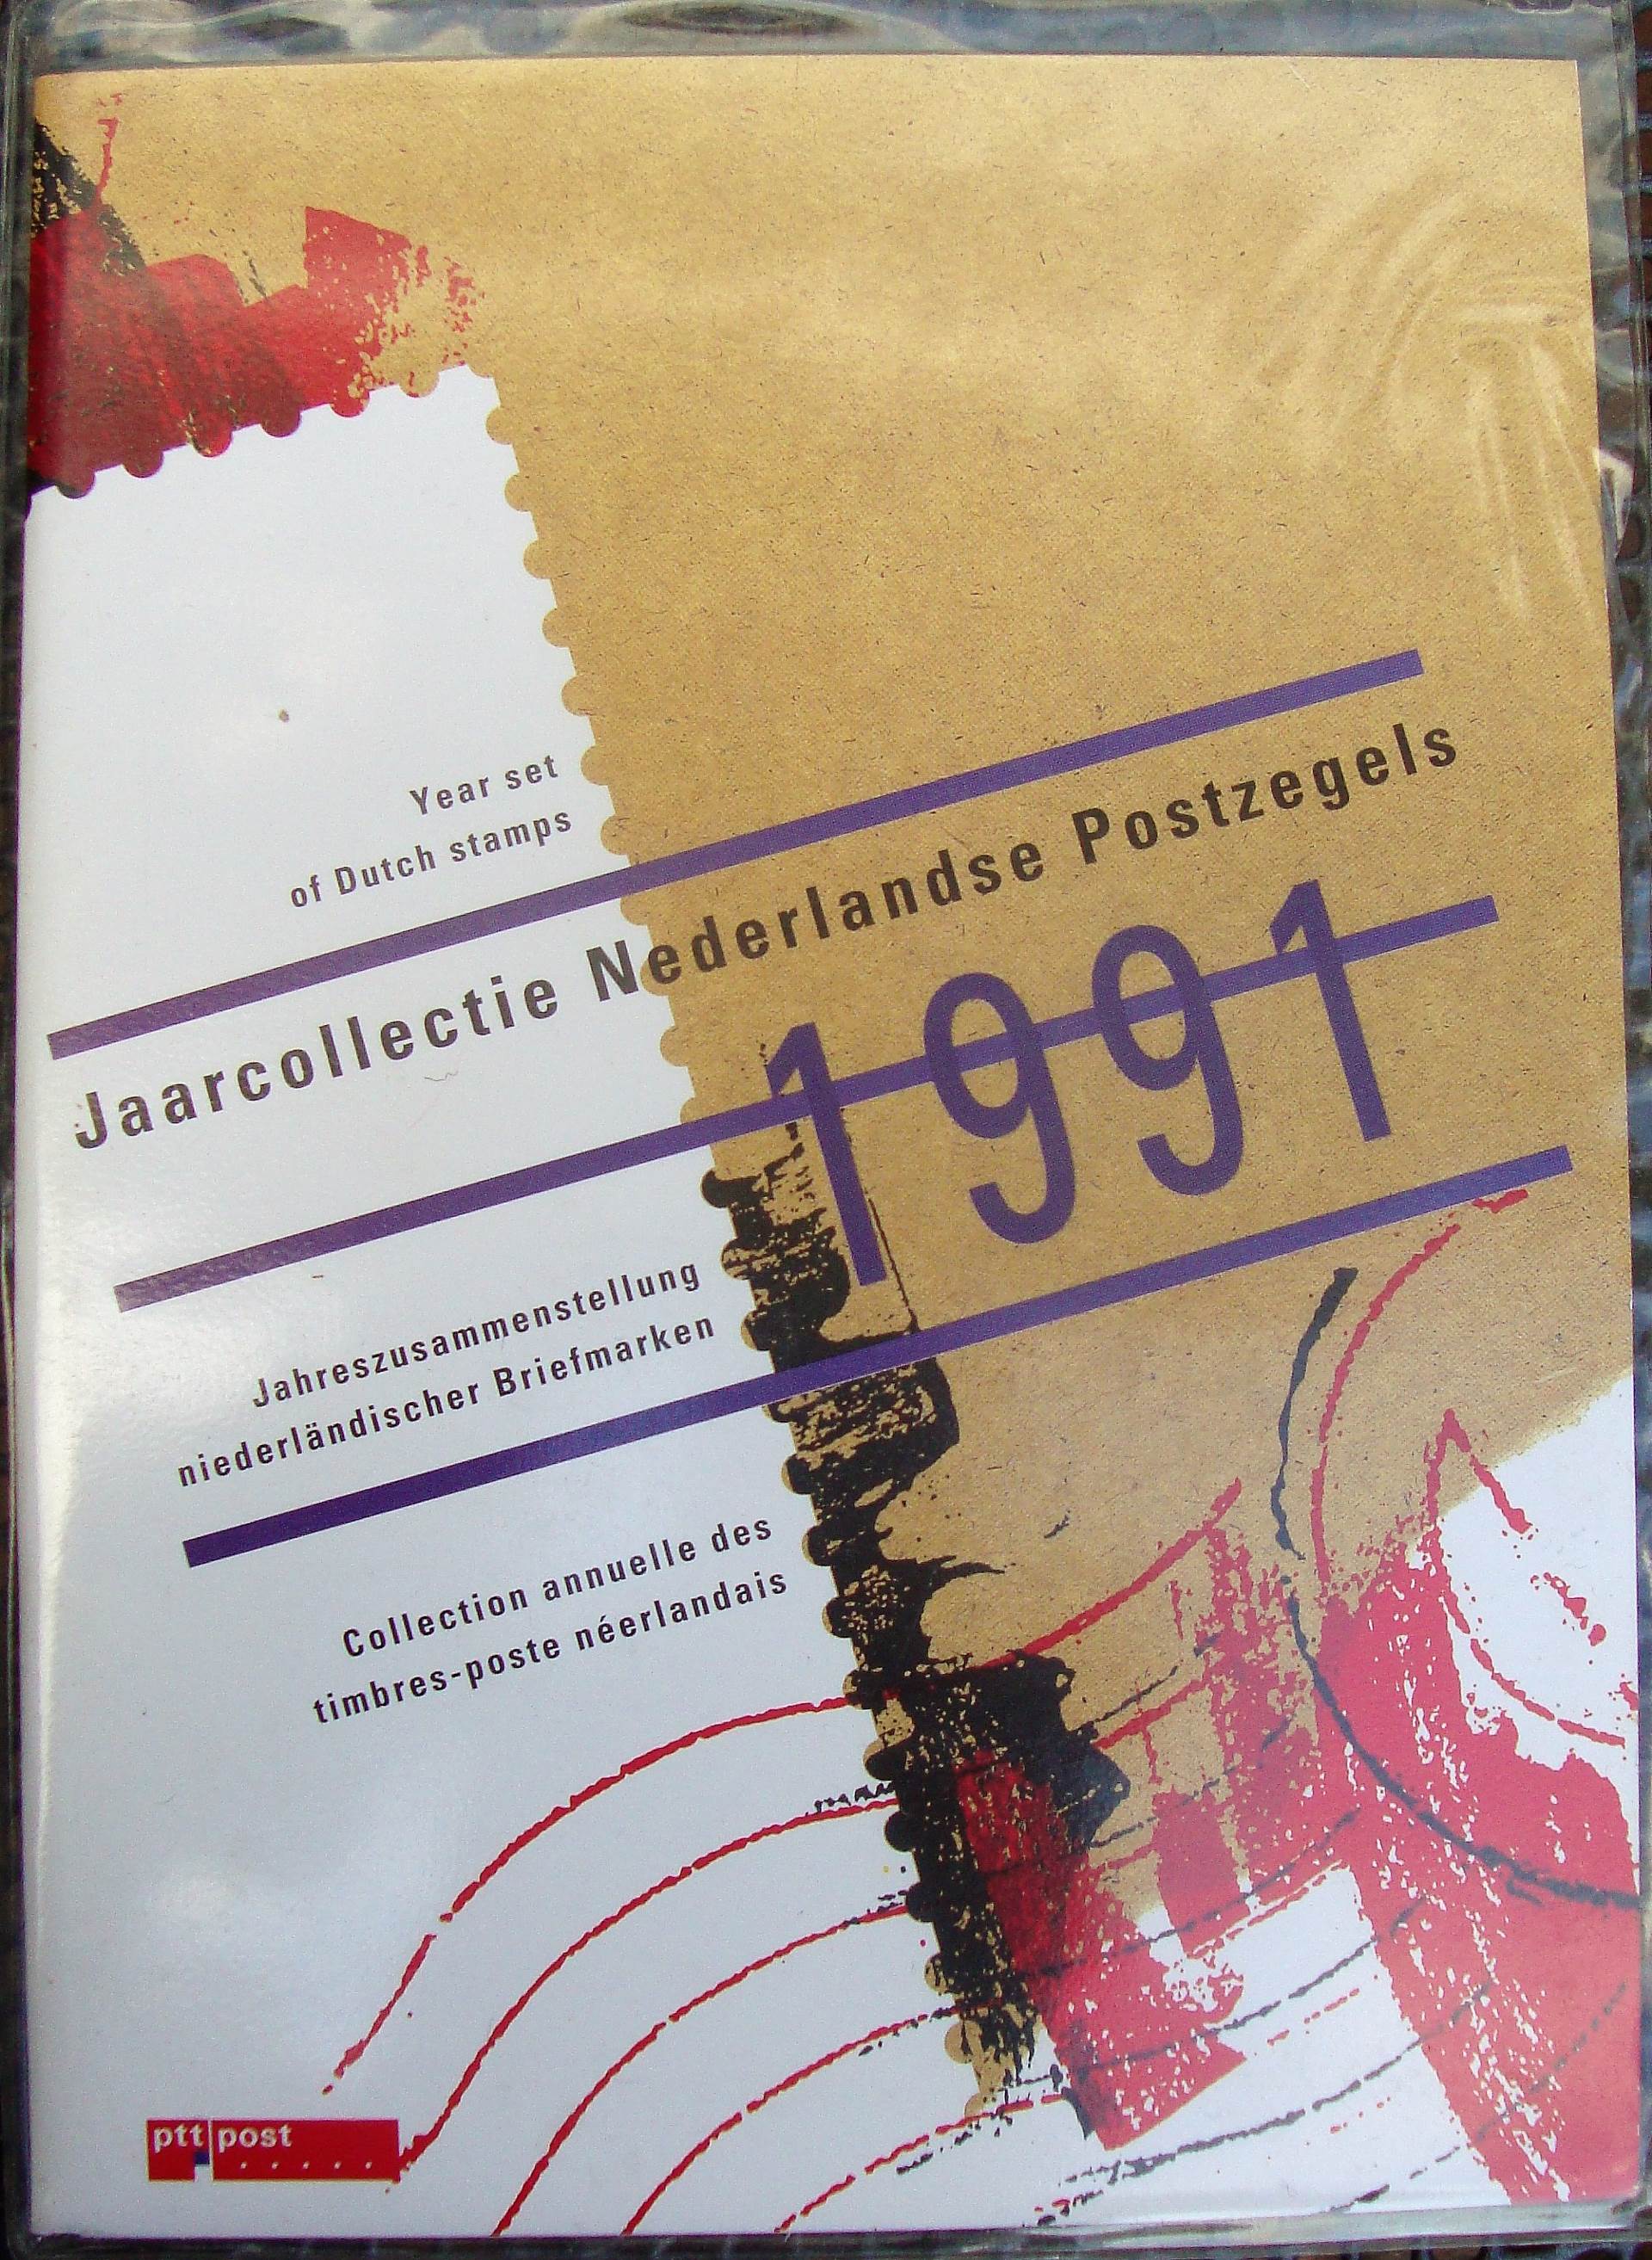 Year set
of Dutch stamps
Jaarcollectie Nederlandse Postzegels
1991
Jahreszusammenstellung
niederländischer Briefmarken
Collection annuelle des
timbres-poste néerlandais
ptt post